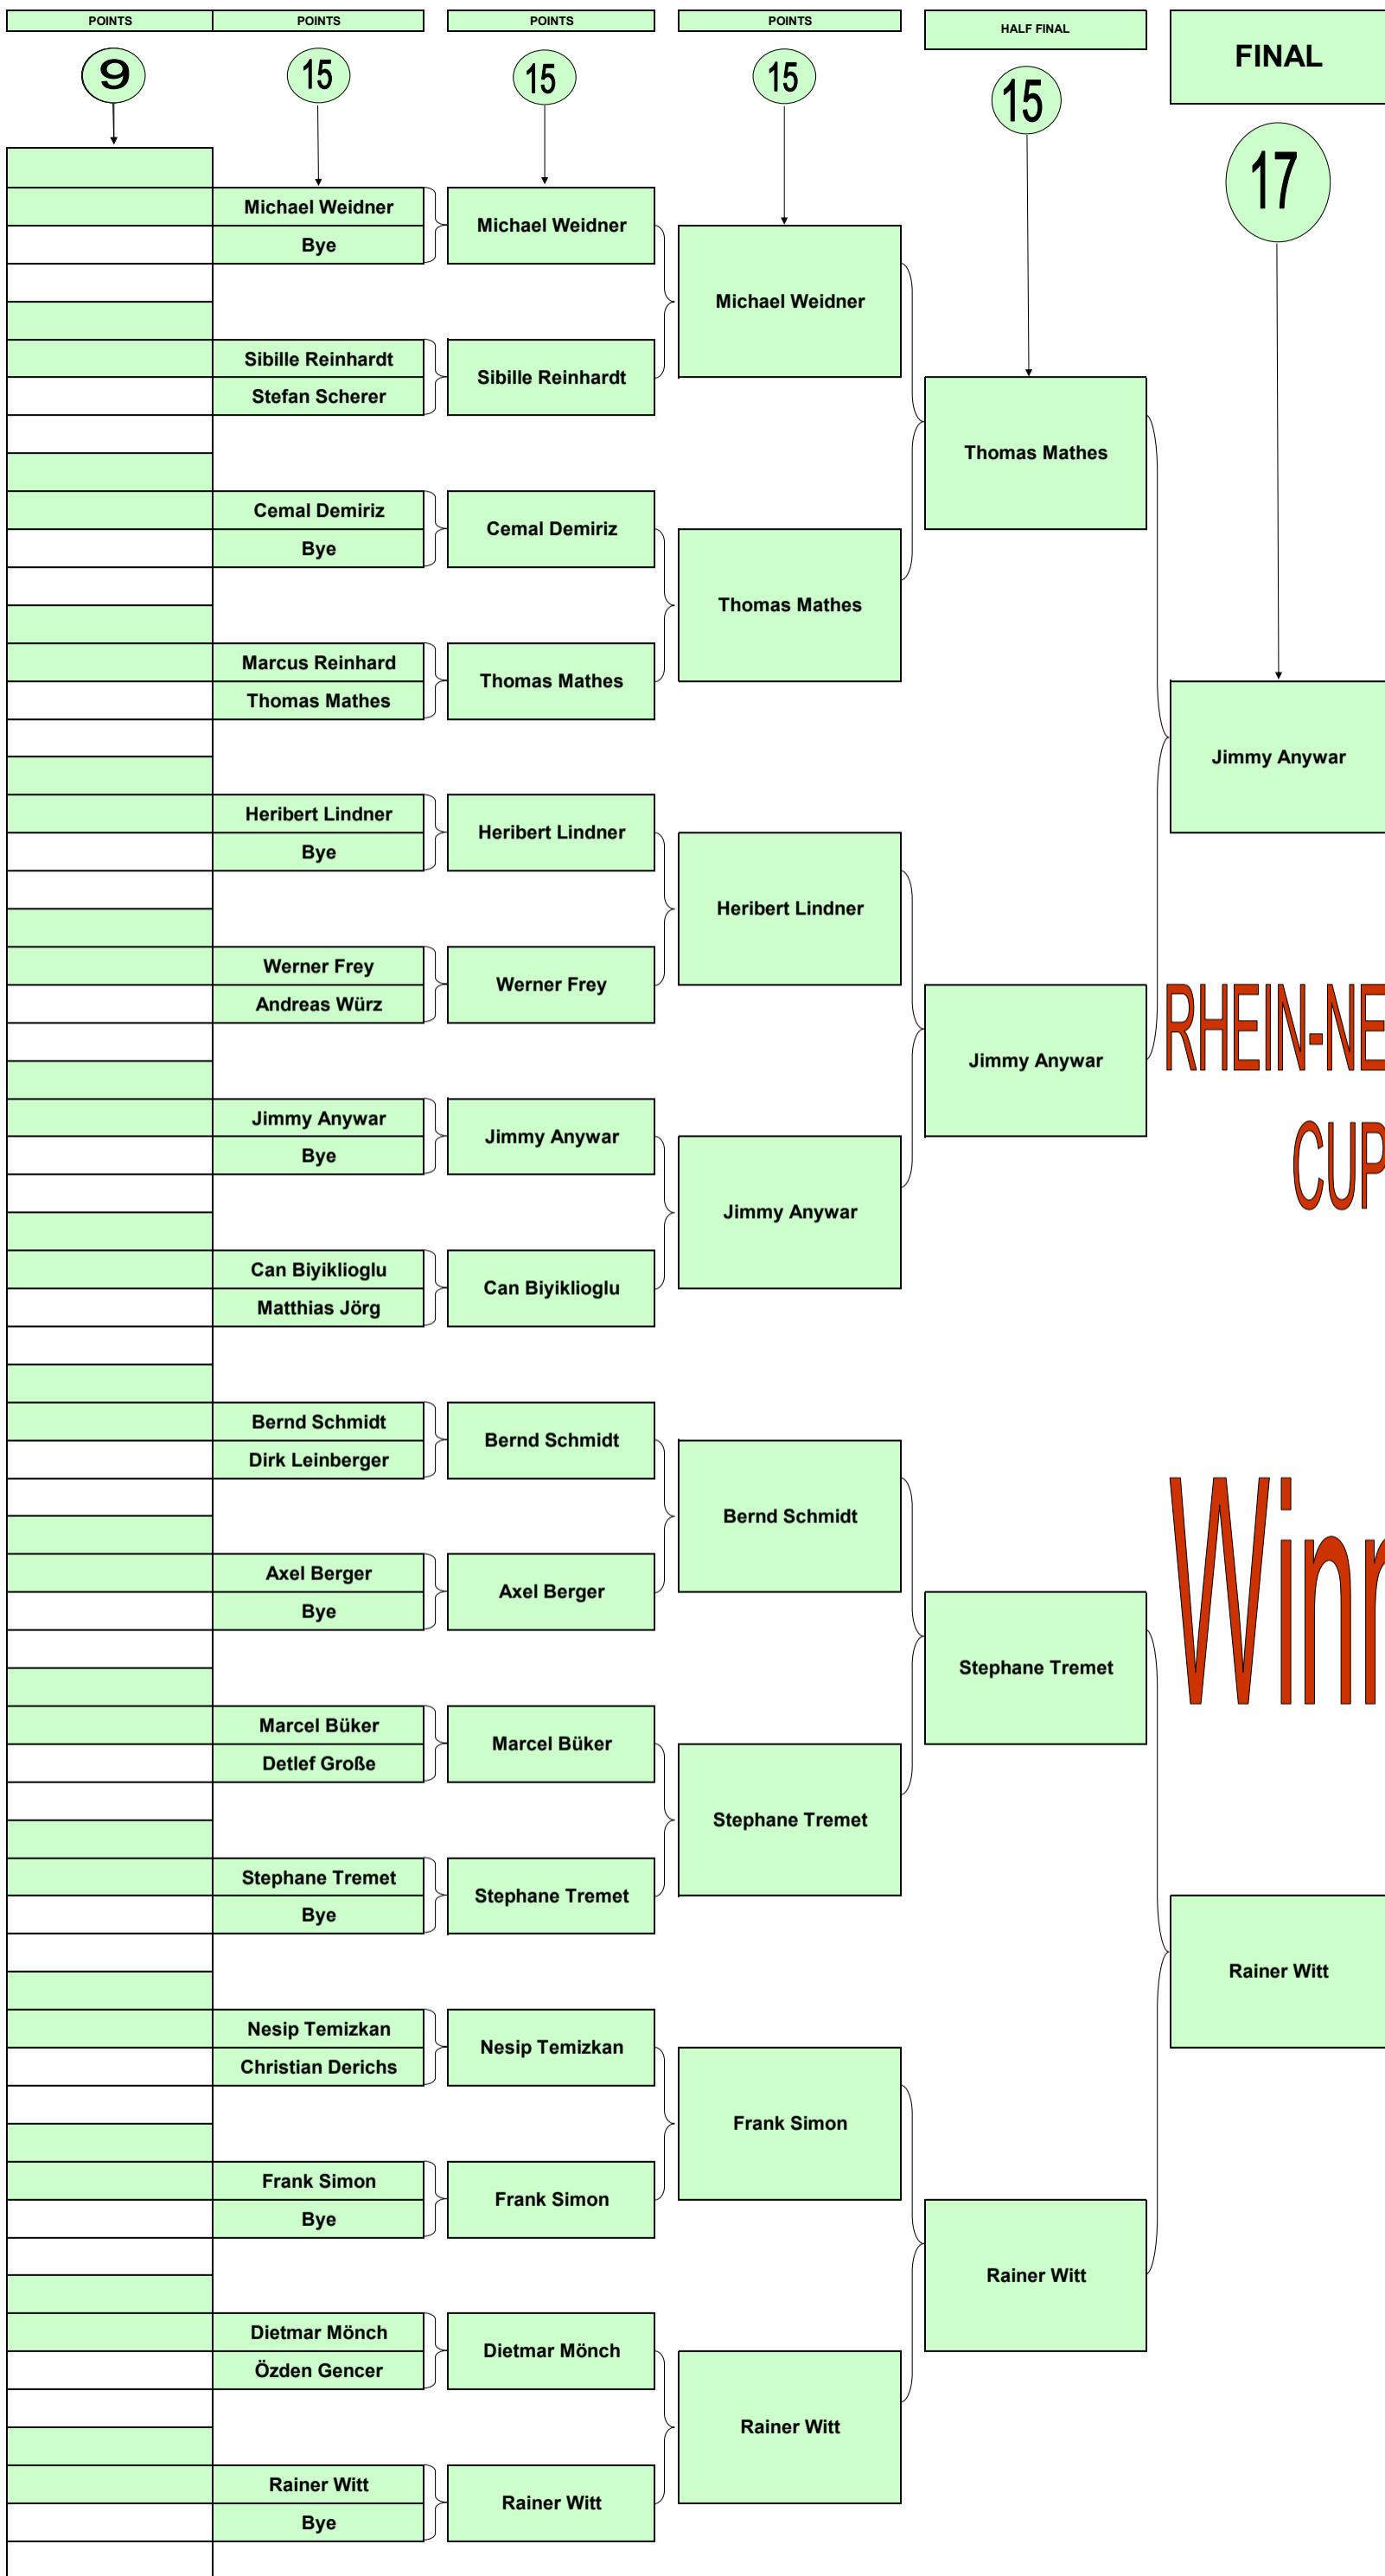 POINTS POINTS POINTS POINTS HALF FINAL FINAL
9 15 15 15 15 17
Michael Weidner
Bye
Michael Weidner
Michael Weidner
Sibille Reinhardt
Stefan Scherer
Sibille Reinhardt
Thomas Mathes
Cemal Demiriz
Bye
Cemal Demiriz
Thomas Mathes
Marcus Reinhard
Thomas Mathes
Thomas Mathes
Jimmy Anywar
Heribert Lindner
Bye
Heribert Lindner
Heribert Lindner
Werner Frey
Andreas Würz
Werner Frey
Jimmy Anywar
RHEIN-NE
CUP
Jimmy Anywar
Bye
Jimmy Anywar
Jimmy Anywar
Can Biyiklioglu
Matthias Jörg
Can Biyiklioglu
Bernd Schmidt
Dirk Leinberger
Bernd Schmidt
Bernd Schmidt
Axel Berger
Bye
Axel Berger
Winn
Stephane Tremet
Marcel Büker
Detlef Große
Marcel Büker
Stephane Tremet
Stephane Tremet
Bye
Stephane Tremet
Rainer Witt
Nesip Temizkan
Christian Derichs
Nesip Temizkan
Frank Simon
Frank Simon
Bye
Frank Simon
Rainer Witt
Dietmar Mönch
Özden Gencer
Dietmar Mönch
Rainer Witt
Rainer Witt
Bye
Rainer Witt